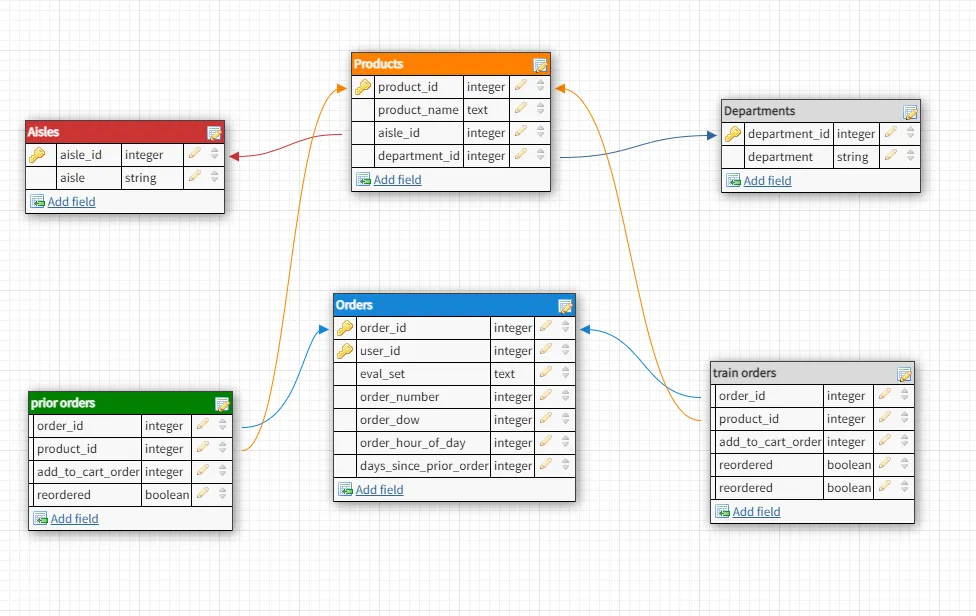 Products
product_id integer
product_name text
aisle_id integer
department_id integer
Add field
Aisles
aisle_id integer
aisle string
Add field
Departments
department_id integer
department string
Add field
Orders
order_id integer
user_id integer
eval_set text
order_number integer
order_dow integer
order_hour_of_day integer
days_since_prior_order integer
Add field
prior orders
order_id integer
product_id integer
add_to_cart_order integer
reordered boolean
Add field
train orders
order_id integer
product_id integer
add_to_cart_order integer
reordered boolean
reordered boolean
Add field